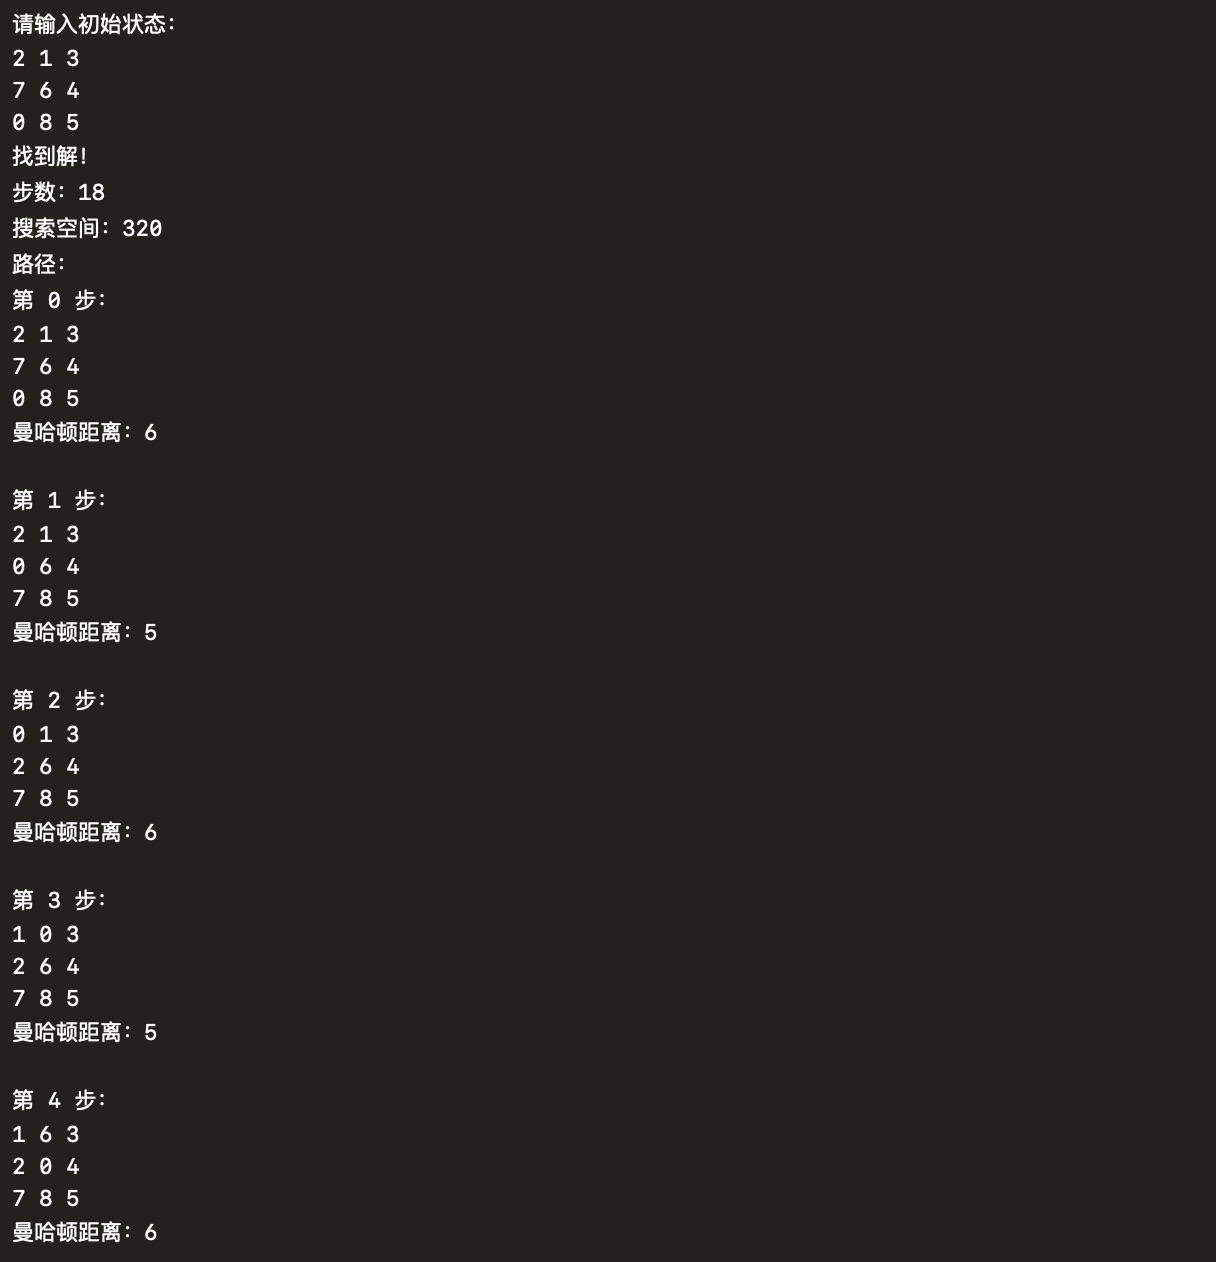 请输入初始状态：
2 1 3
7 6 4
0 8 5
找到解！
步数：18
搜索空间：320
路径：
第 0 步：
2 1 3
7 6 4
0 8 5
曼哈顿距离：6
第 1 步：
2 1 3
0 6 4
7 8 5
曼哈顿距离：5
第 2 步：
0 1 3
2 6 4
7 8 5
曼哈顿距离：6
第 3 步：
1 0 3
2 6 4
7 8 5
曼哈顿距离：5
第 4 步：
1 6 3
2 0 4
7 8 5
曼哈顿距离：6